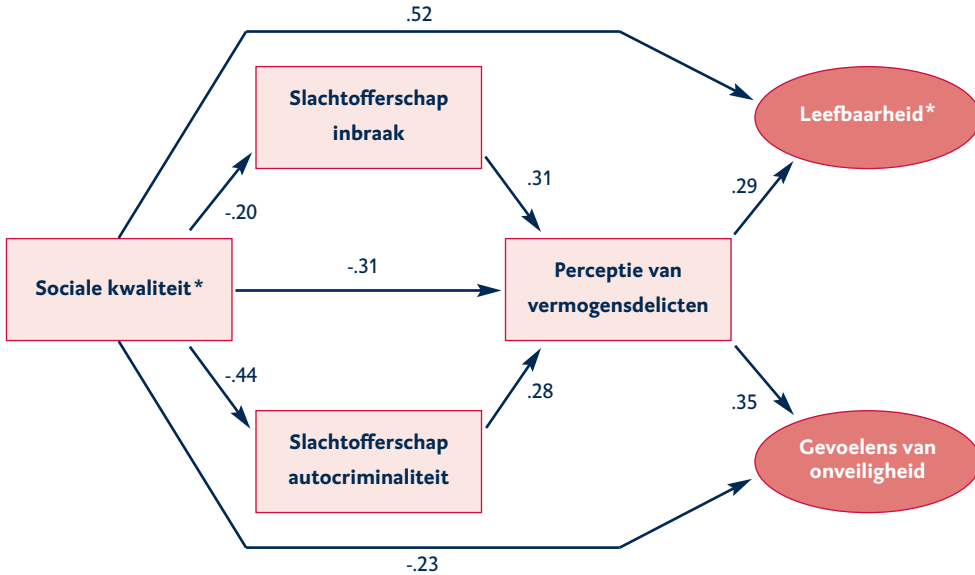 .52
Slachtofferschap
inbraak
Leefbaarheid*
-.20
.31
.29
Sociale kwaliteit*
-.31
Perceptie van
vermogensdelicten
-.44
.28
.35
Slachtofferschap
autocriminaliteit
Gevoelens van
onveiligheid
-.23